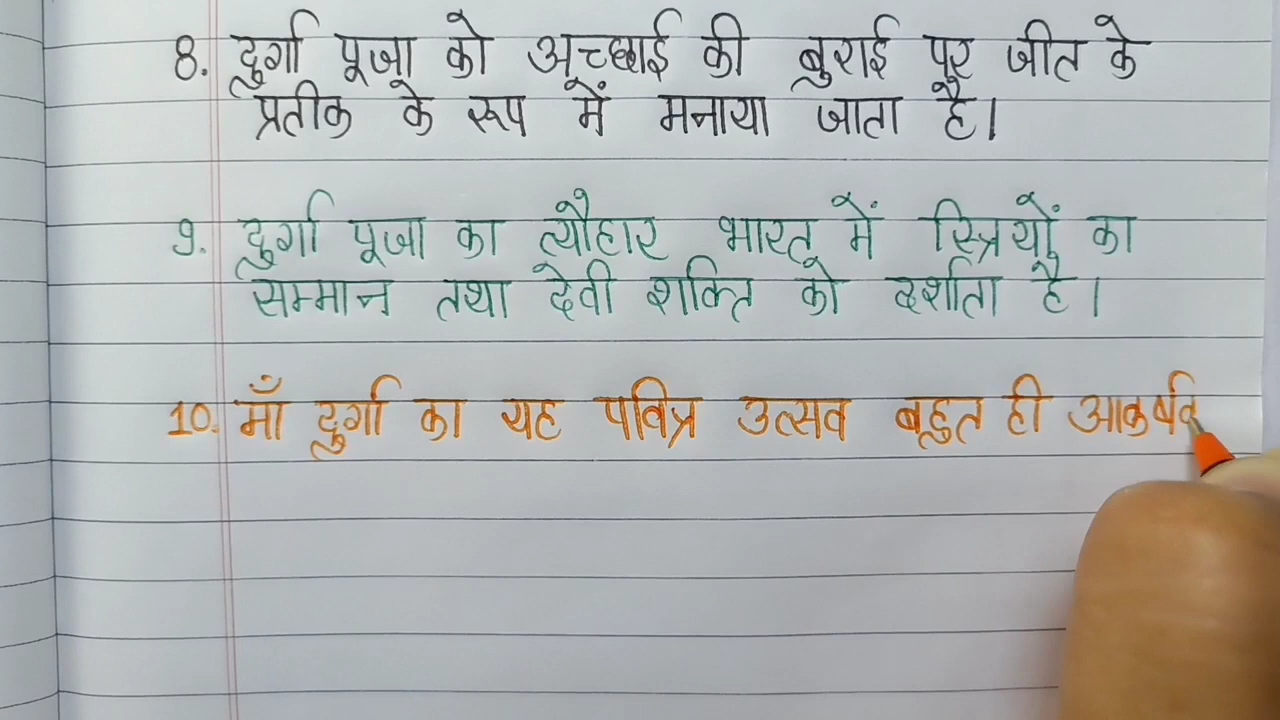 8. दुर्गा पूजा को अच्छाई की बुराई पर जीत के
प्रतीक के रूप में मनाया जाता है।
9. दुर्गा पूजा का त्यौहार भारत में स्त्रियों का
सम्मान तथा देवी शक्ति को दर्शाता है।
10. माँ दुर्गा का यह पवित्र उत्सव बहुत ही